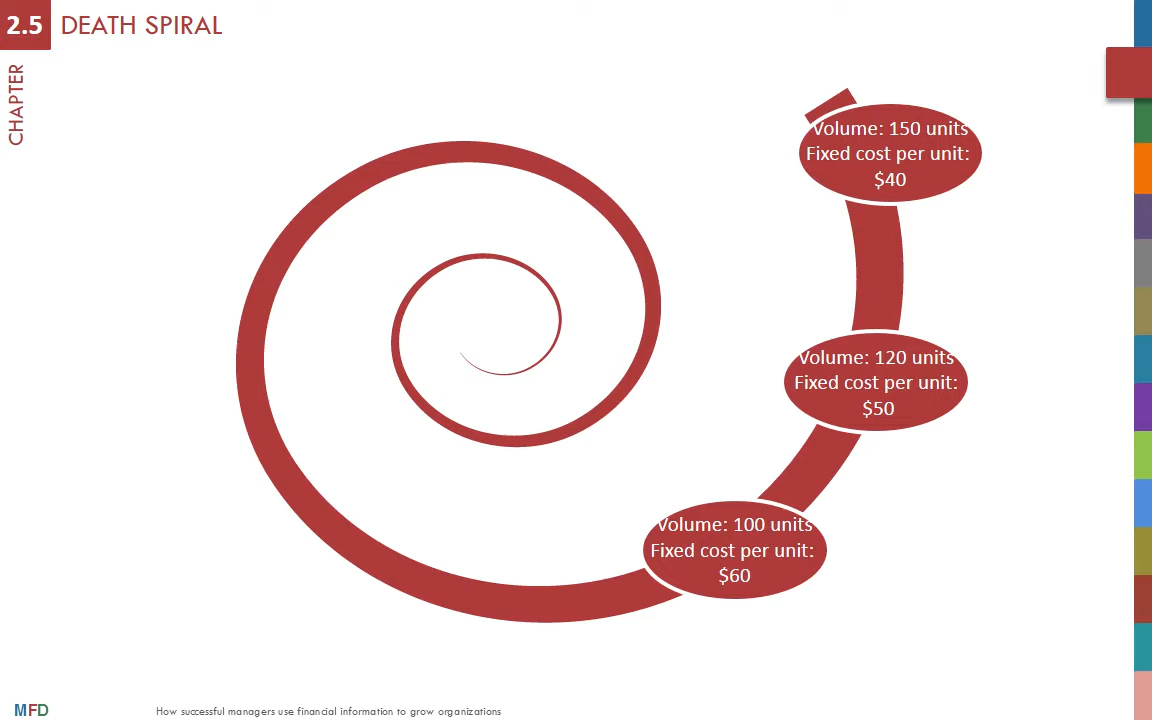 2.5
DEATH SPIRAL
CHAPTER
Volume: 150 units
Fixed cost per unit:
$40
Volume: 120 units
Fixed cost per unit:
$50
Volume: 100 units
Fixed cost per unit:
$60
MFD
How successful managers use financial information to grow organizations